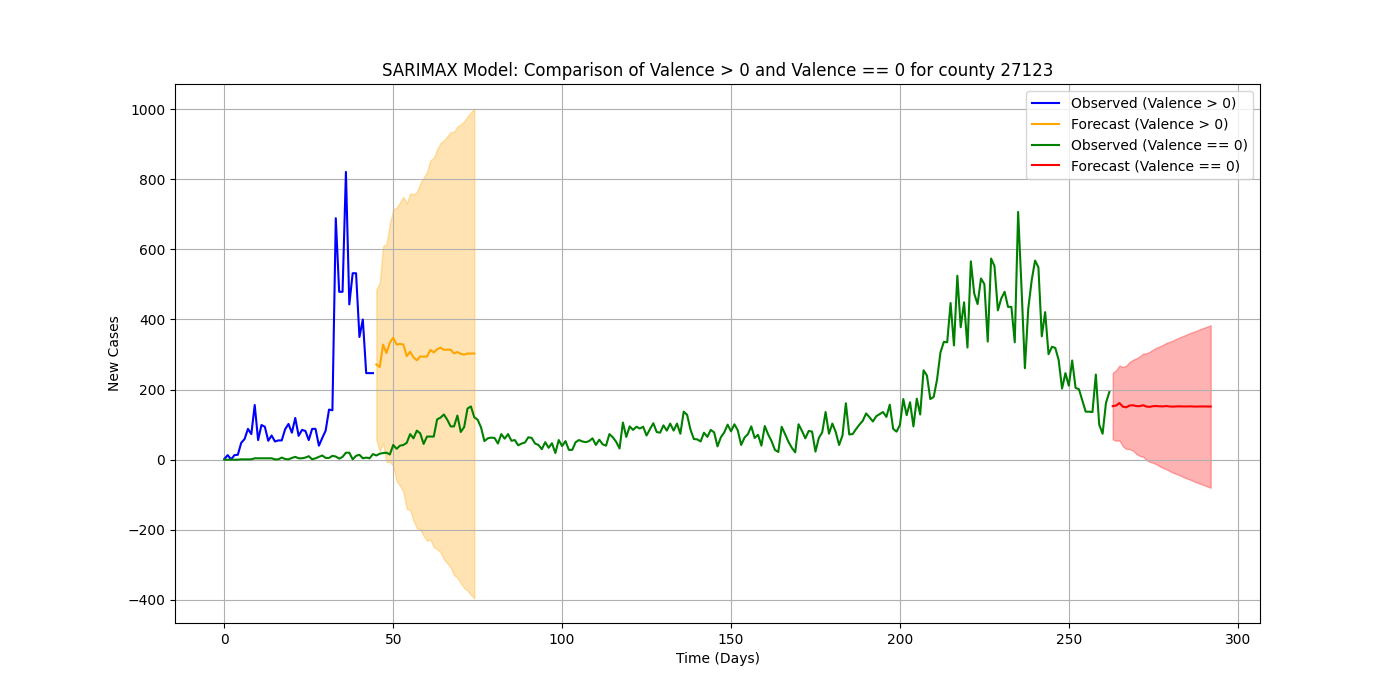 SARIMAX Model: Comparison of Valence > 0 and Valence == 0 for county 27123
Observed (Valence > 0)
Forecast (Valence > 0)
Observed (Valence == 0)
Forecast (Valence == 0)
New Cases
1000
800
600
400
200
0
−200
−400
0 50 100 150 200 250 300
Time (Days)